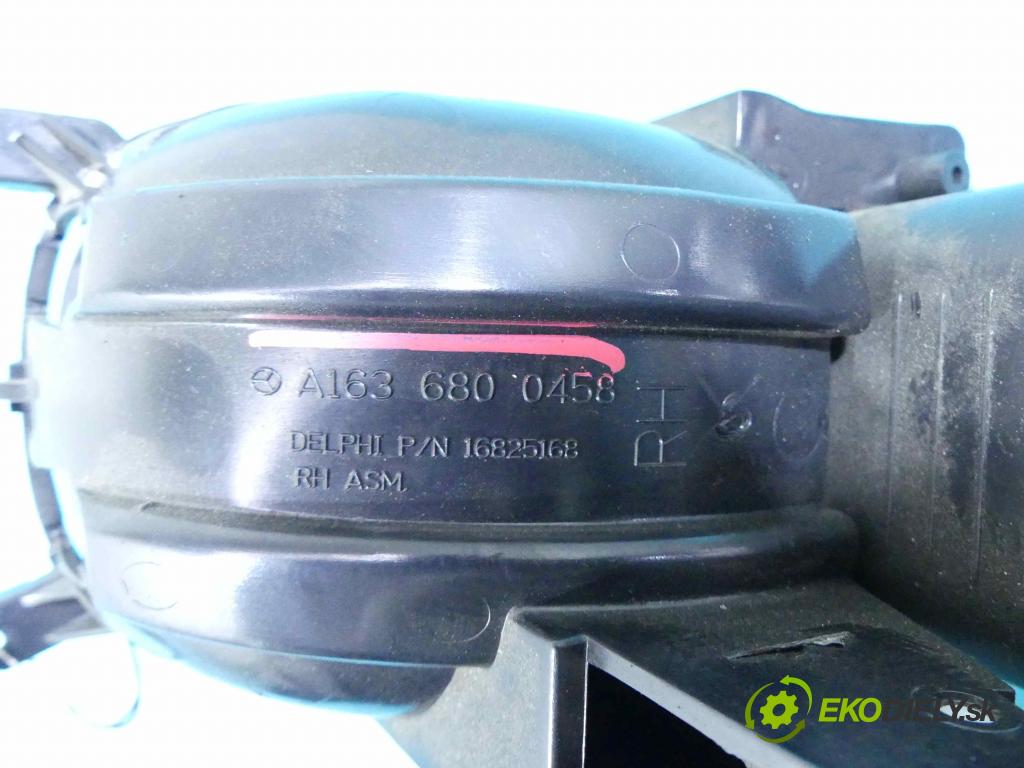 A163 680 0458
DELPHI P/N 16825168
RH ASM.
RH
EKODIELY.sk